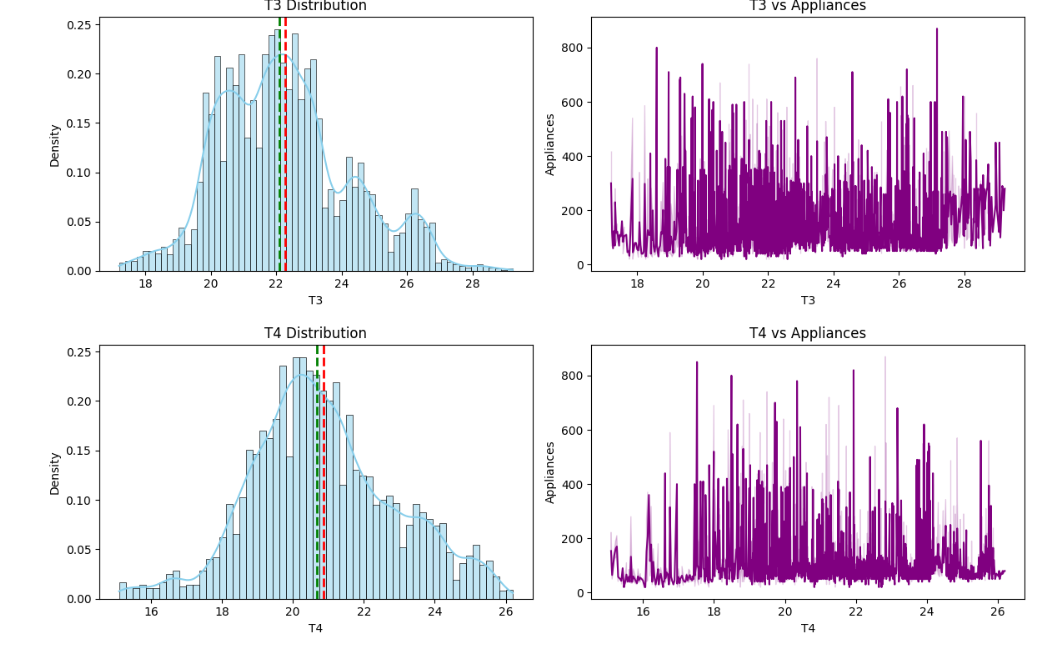 T3 Distribution
0.25
0.20
0.15
0.10
0.05
0.00
Density
18 20 22 24 26 28
T3
T3 vs Appliances
800
600
400
200
0
Appliances
18 20 22 24 26 28
T3
T4 Distribution
0.25
0.20
0.15
0.10
0.05
0.00
Density
16 18 20 22 24 26
T4
T4 vs Appliances
800
600
400
200
0
Appliances
16 18 20 22 24 26
T4